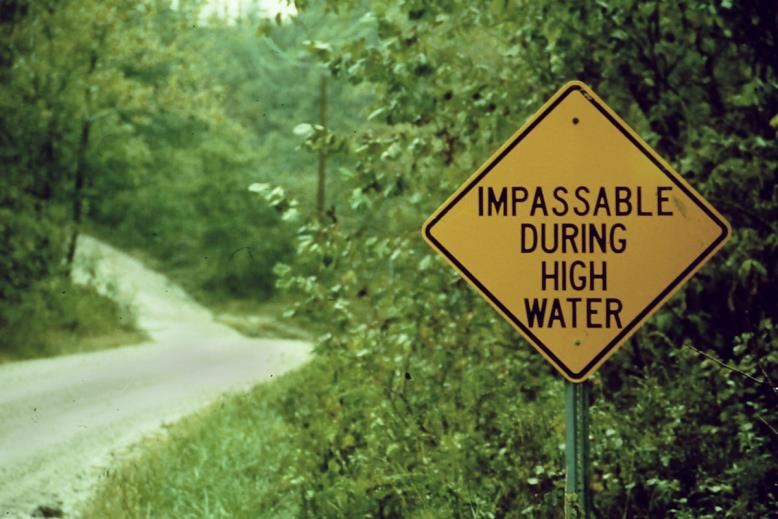 IMPASSABLE
DURING
HIGH
WATER